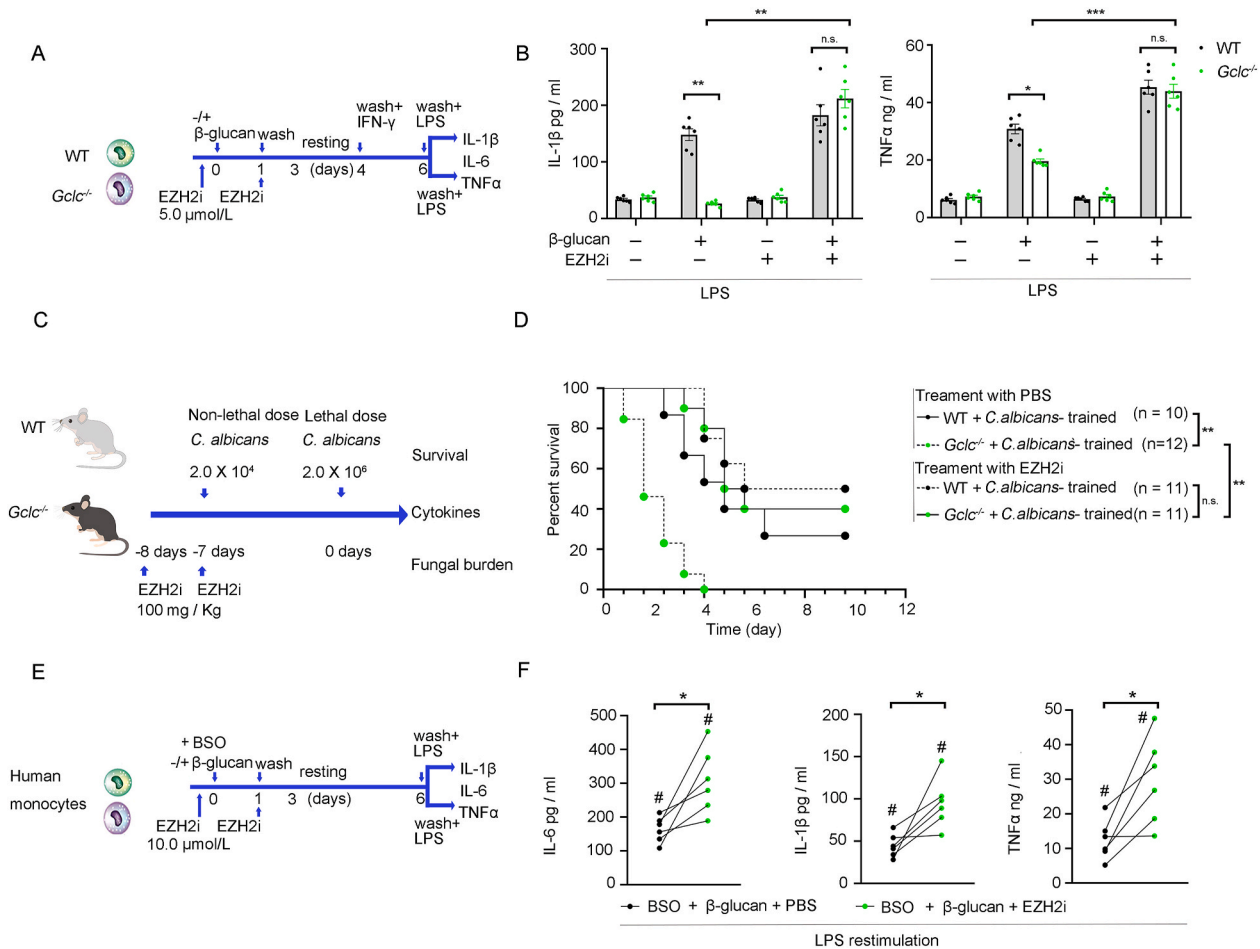 A
WT
Gclc⁻/⁻
-/+
β-glucan
wash
resting
wash+
IFN-γ
wash+
LPS
0
1
3
(days)
4
6
IL-1β
IL-6
TNFα
EZH2i
EZH2i
5.0 µmol/L
wash+
LPS
B
IL-1β pg / ml
300
200
100
0
**
**
n.s.
β-glucan
– + – +
EZH2i
– – + +
LPS
TNFα ng / ml
60
40
20
0
***
*
n.s.
– + – +
– – + +
LPS
WT
Gclc⁻/⁻
C
WT
Gclc⁻/⁻
Non-lethal dose
C. albicans
2.0 X 10⁴
Lethal dose
C. albicans
2.0 X 10⁶
Survival
Cytokines
Fungal burden
-8 days
-7 days
0 days
EZH2i
EZH2i
100 mg / Kg
D
Percent survival
100
80
60
40
20
0
0 2 4 6 8 10 12
Time (day)
Treament with PBS
WT + C.albicans- trained (n = 10)
Gclc⁻/⁻ + C.albicans- trained (n=12)
Treament with EZH2i
WT + C.albicans- trained (n = 11)
Gclc⁻/⁻ + C.albicans- trained (n = 11)
**
n.s.
**
E
Human
monocytes
+ BSO
-/+ β-glucan
wash
resting
wash+
LPS
0
1
3
(days)
6
IL-1β
IL-6
TNFα
EZH2i
EZH2i
10.0 µmol/L
wash+
LPS
F
IL-6 pg / ml
500
400
300
200
100
0
*
#
#
IL-1β pg / ml
200
150
100
50
0
*
#
#
TNFα ng / ml
50
40
30
20
10
0
*
#
#
BSO + β-glucan + PBS
BSO + β-glucan + EZH2i
LPS restimulation